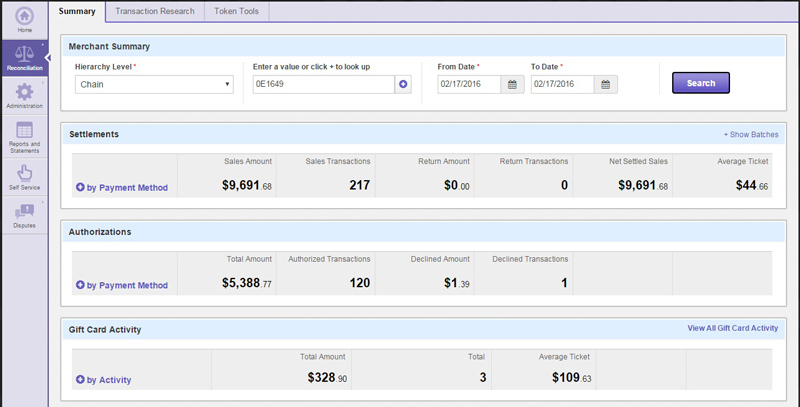 Summary
Transaction Research
Token Tools
Home
Reconciliation
Administration
Reports and
Statements
Self Service
Disputes
Merchant Summary
Hierarchy Level *
Enter a value or click + to look up
From Date *
To Date *
Chain
0E1649
02/17/2016
02/17/2016
Search
Settlements
+ Show Batches
Sales Amount
Sales Transactions
Return Amount
Return Transactions
Net Settled Sales
Average Ticket
by Payment Method
$9,691.68
217
$0.00
0
$9,691.68
$44.66
Authorizations
Total Amount
Authorized Transactions
Declined Amount
Declined Transactions
by Payment Method
$5,388.77
120
$1.39
1
Gift Card Activity
View All Gift Card Activity
Total Amount
Total
Average Ticket
by Activity
$328.90
3
$109.63